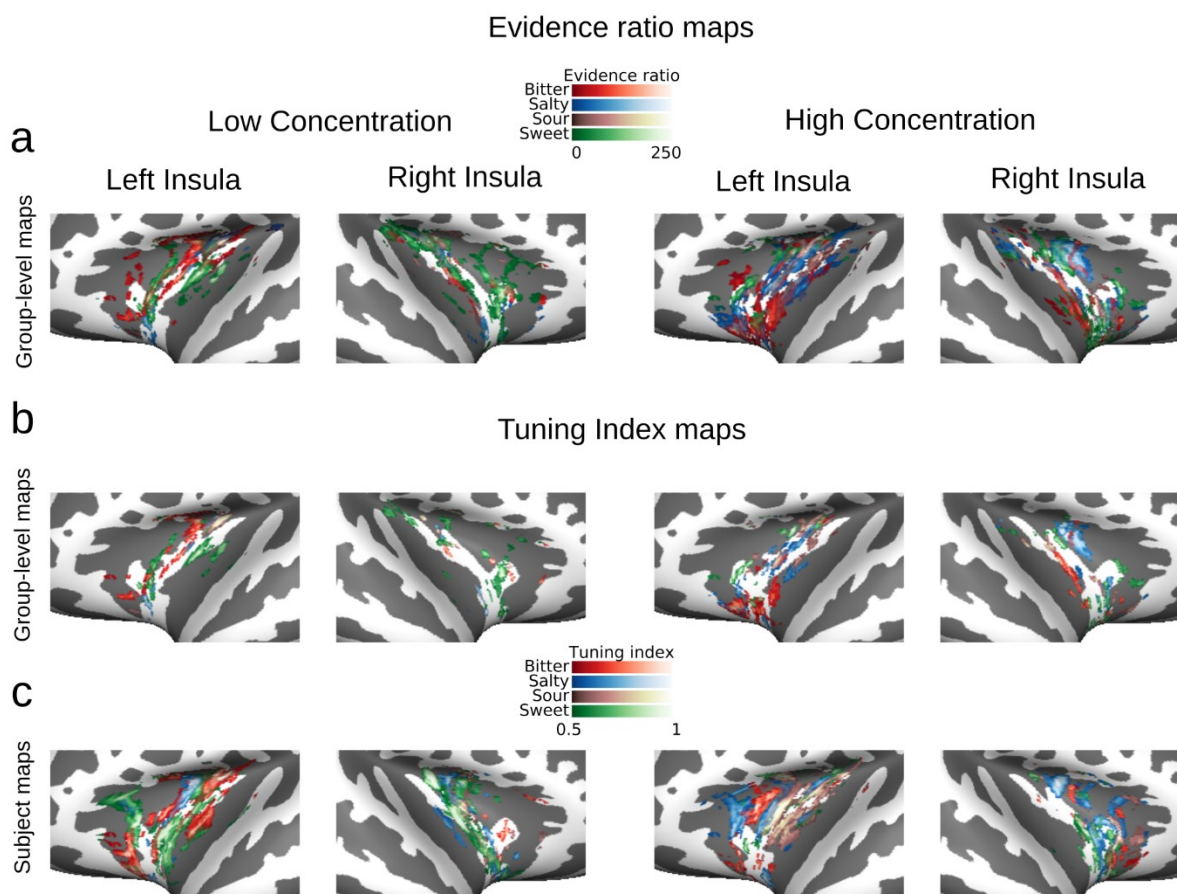 Evidence ratio maps
Evidence ratio
Bitter
Salty
Sour
Sweet
0 250
Low Concentration
High Concentration
a
Left Insula
Right Insula
Left Insula
Right Insula
Group-level maps
b
Tuning Index maps
Group-level maps
Tuning index
Bitter
Salty
Sour
Sweet
0.5 1
c
Subject maps